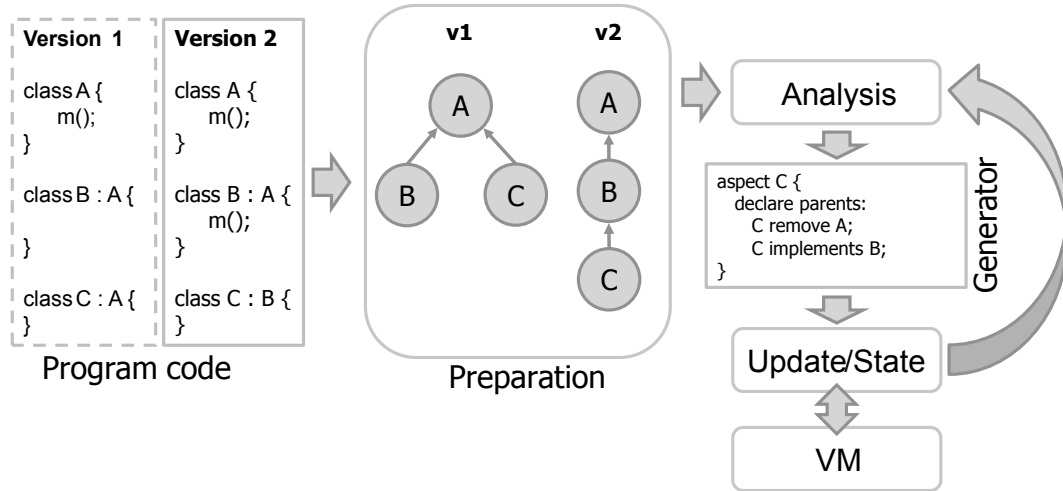 Version 1
class A {
m();
}
class B : A {
}
class C : A {
}
Version 2
class A {
m();
}
class B : A {
m();
}
class C : B {
}
Program code
v1
v2
A
B
C
A
B
C
Preparation
Analysis
aspect C {
declare parents:
C remove A;
C implements B;
}
Generator
Update/State
VM